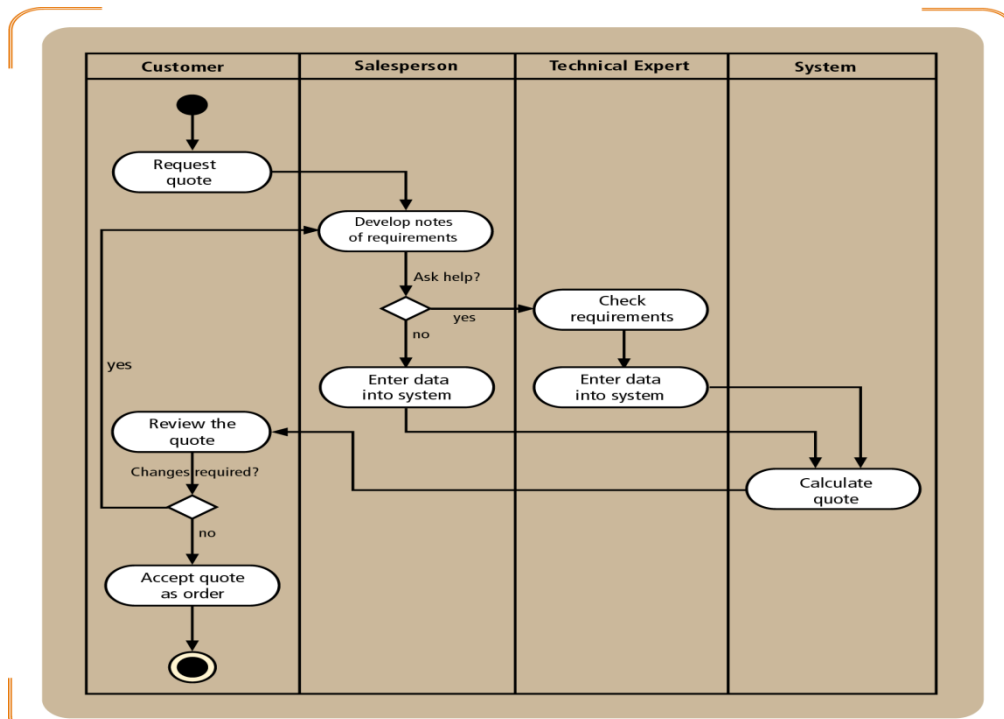 Customer
Salesperson
Technical Expert
System
Request
quote
Develop notes
of requirements
Ask help?
yes
no
Check
requirements
Enter data
into system
Enter data
into system
yes
Review the
quote
Changes required?
no
Calculate
quote
Accept quote
as order